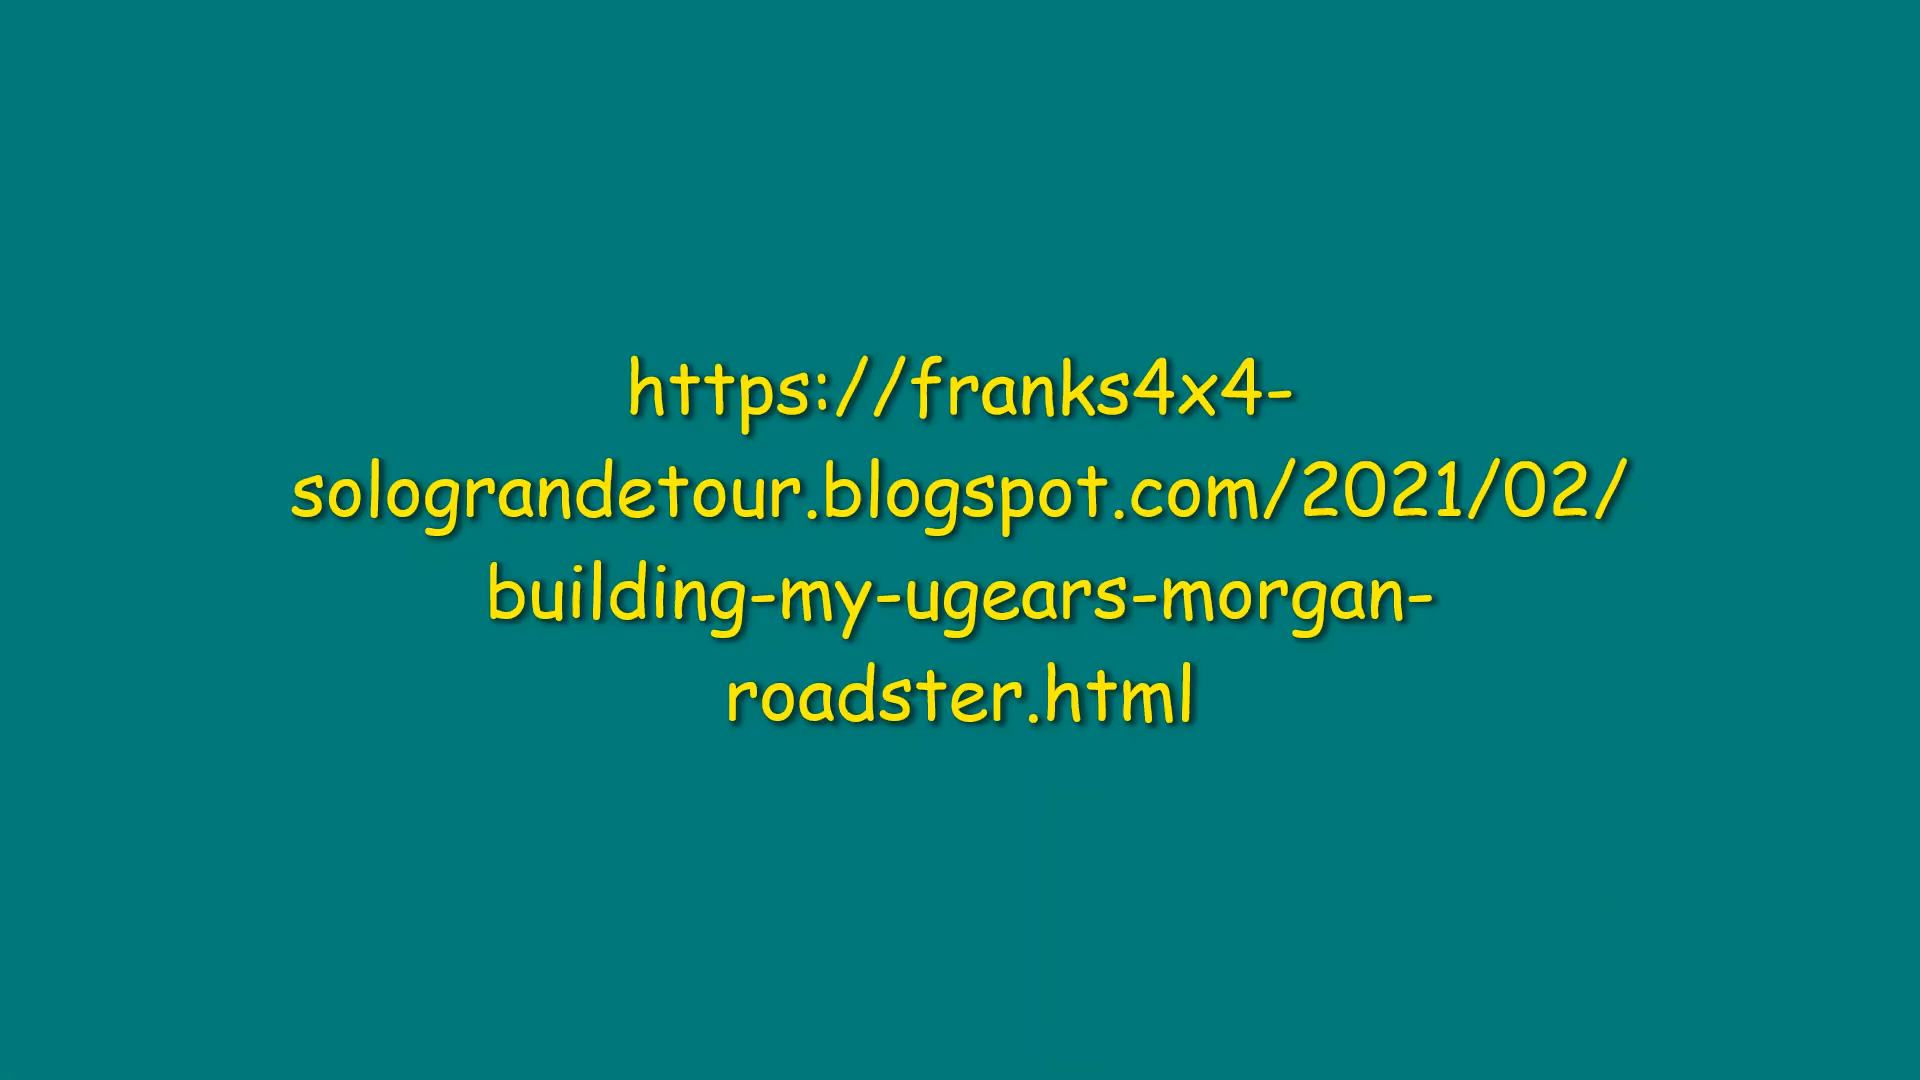 https://franks4x4-
solograndetour.blogspot.com/2021/02/
building-my-ugears-morgan-
roadster.html